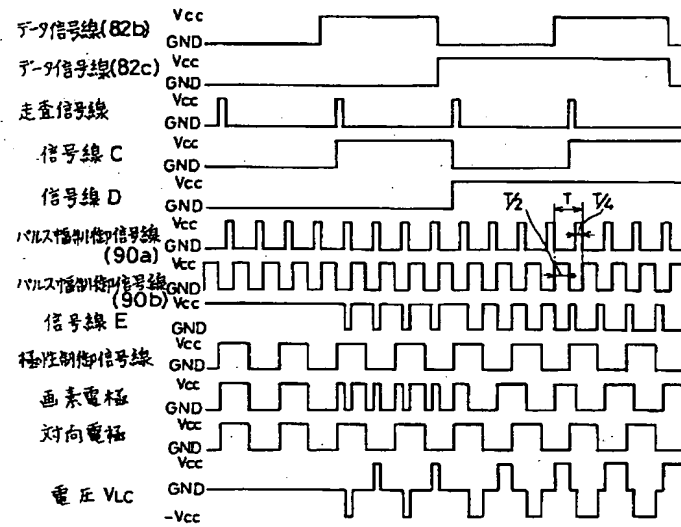 Vcc
データ信号線(82b)
GND
データ信号線(82c)
Vcc
GND
走査信号線
Vcc
GND
信号線 C
Vcc
GND
信号線 D
Vcc
GND
T/2
T
T/4
パルス幅制御信号線
(90a)
Vcc
GND
パルス幅制御信号線
(90b)
Vcc
GND
信号線 E
Vcc
GND
極性制御信号線
Vcc
GND
画素電極
Vcc
GND
対向電極
Vcc
GND
電圧 VLC
Vcc
GND
-Vcc